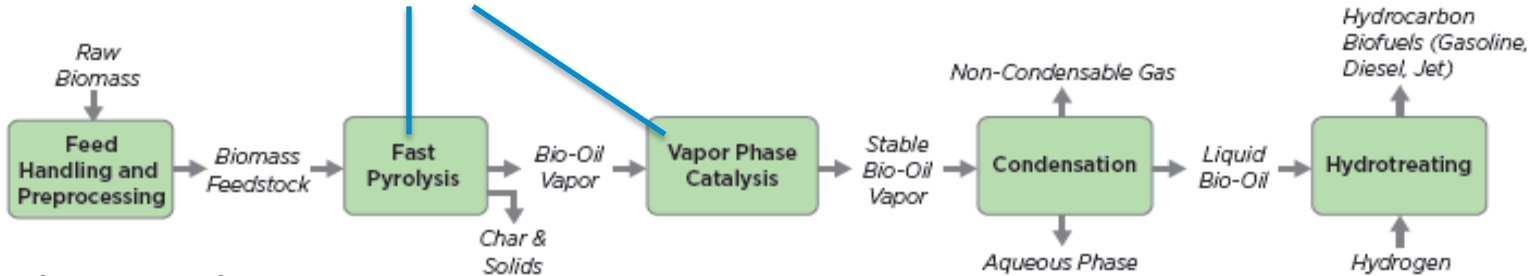 Raw
Biomass
Feed
Handling and
Preprocessing
Biomass
Feedstock
Fast
Pyrolysis
Char &
Solids
Bio-Oil
Vapor
Vapor Phase
Catalysis
Stable
Bio-Oil
Vapor
Non-Condensable Gas
Condensation
Aqueous Phase
Liquid
Bio-Oil
Hydrocarbon
Biofuels (Gasoline,
Diesel, Jet)
Hydrotreating
Hydrogen